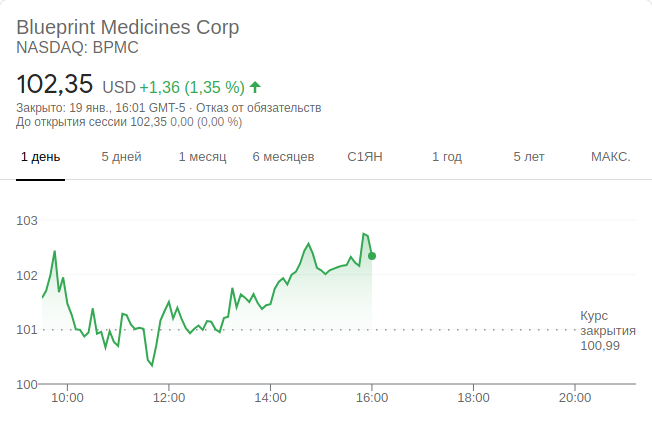 Blueprint Medicines Corp
NASDAQ: BPMC
102,35 USD +1,36 (1,35 %)
Закрыто: 19 янв., 16:01 GMT-5 · Отказ от обязательств
До открытия сессии 102,35 0,00 (0,00 %)
1 день 5 дней 1 месяц 6 месяцев С1ЯН 1 год 5 лет МАКС.
103
102
101
Курс
закрытия
100,99
100
10:00 12:00 14:00 16:00 18:00 20:00